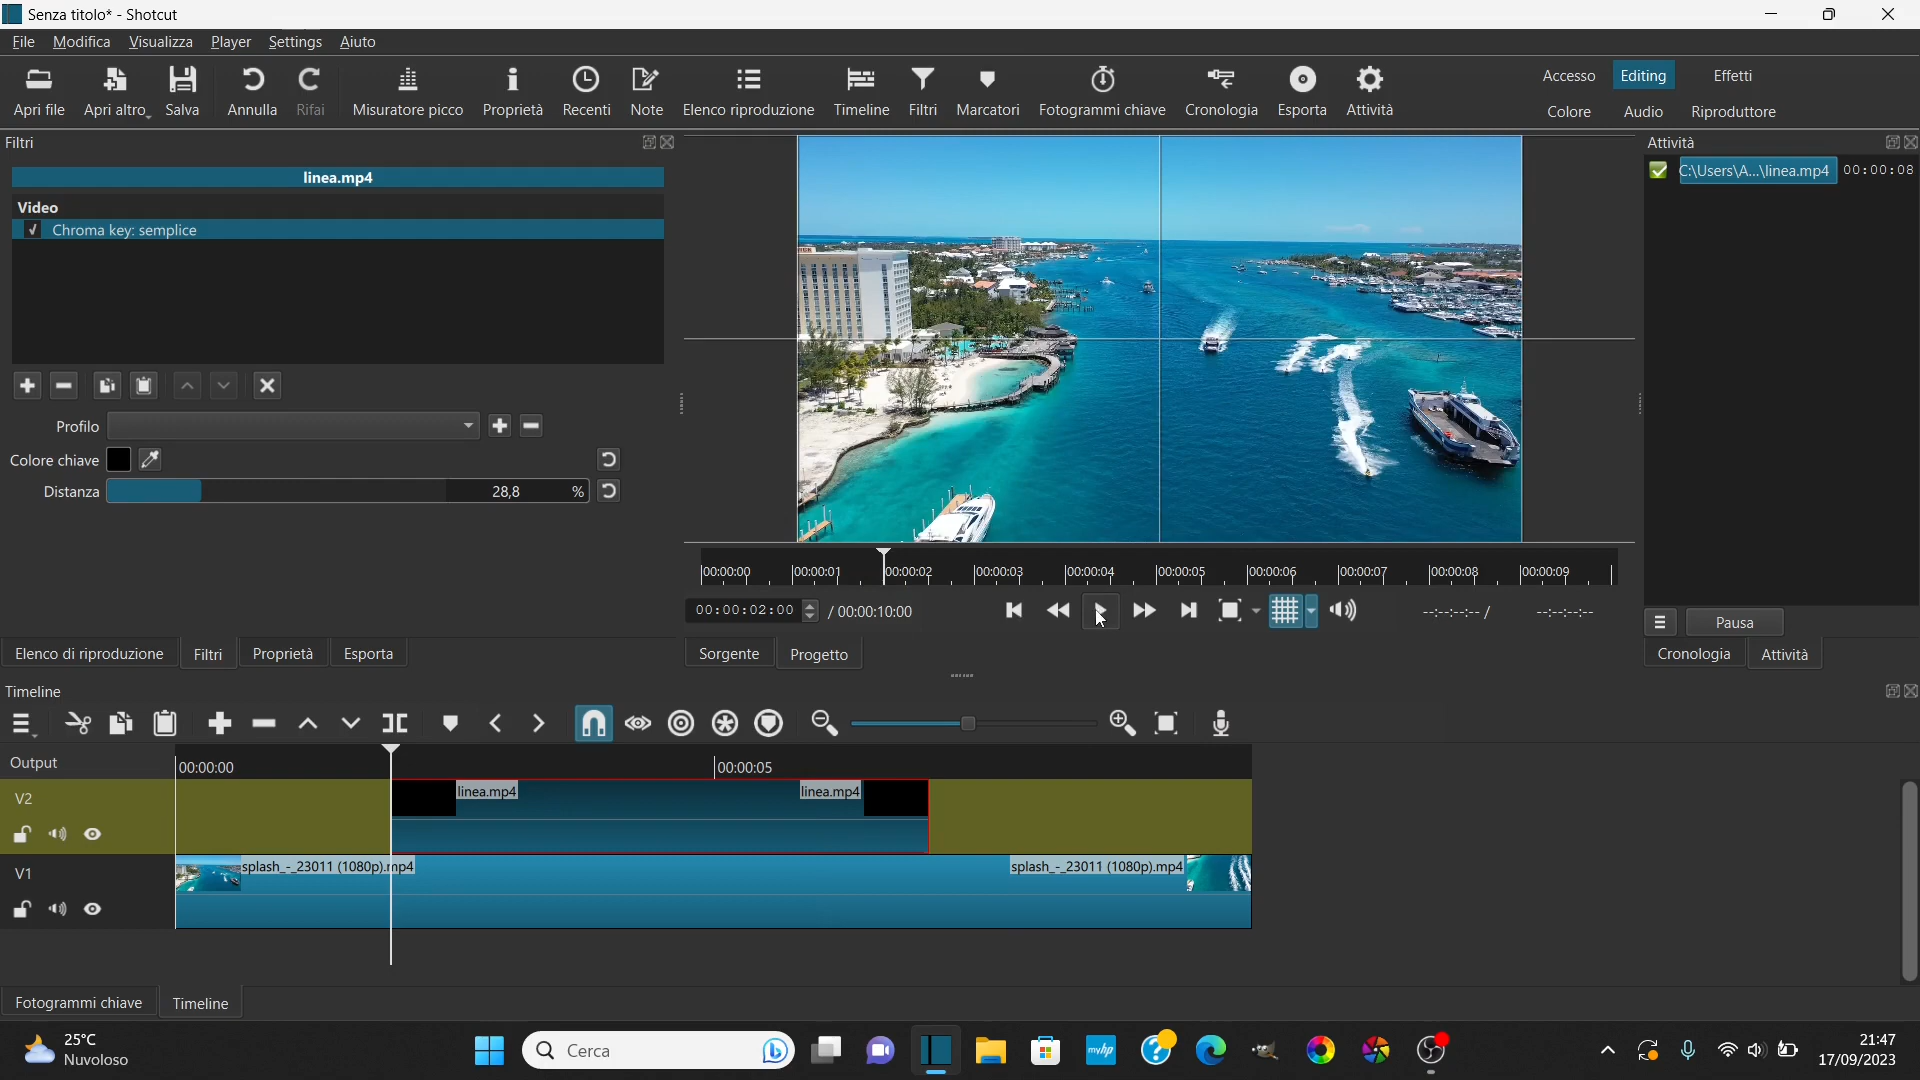 Senza titolo* - Shotcut
File Modifica Visualizza Player Settings Aiuto
Apri file Apri altro Salva Annulla Rifai Misuratore picco Proprietà Recenti Note Elenco riproduzione Timeline Filtri Marcatori Fotogrammi chiave Cronologia Esporta Attività
Accesso Editing Effetti
Colore Audio Riproduttore
Filtri
linea.mp4
Video
Chroma key: semplice
Profilo
Colore chiave
Distanza 28,8 %
Elenco di riproduzione Filtri Proprietà Esporta
00:00:00 00:00:01 00:00:02 00:00:03 00:00:04 00:00:05 00:00:06 00:00:07 00:00:08 00:00:09
00:00:02:00 / 00:00:10:00 --:--:--:-- / --:--:--:--
Sorgente Progetto
Attività
C:\Users\A...\linea.mp4 00:00:08
Pausa
Cronologia Attività
Timeline
Output 00:00:00 00:00:05
V2 linea.mp4 linea.mp4
V1 splash_-_23011 (1080p).mp4 splash_-_23011 (1080p).mp4
Fotogrammi chiave Timeline
25°C
Nuvoloso
Cerca
myhp
21:47
17/09/2023